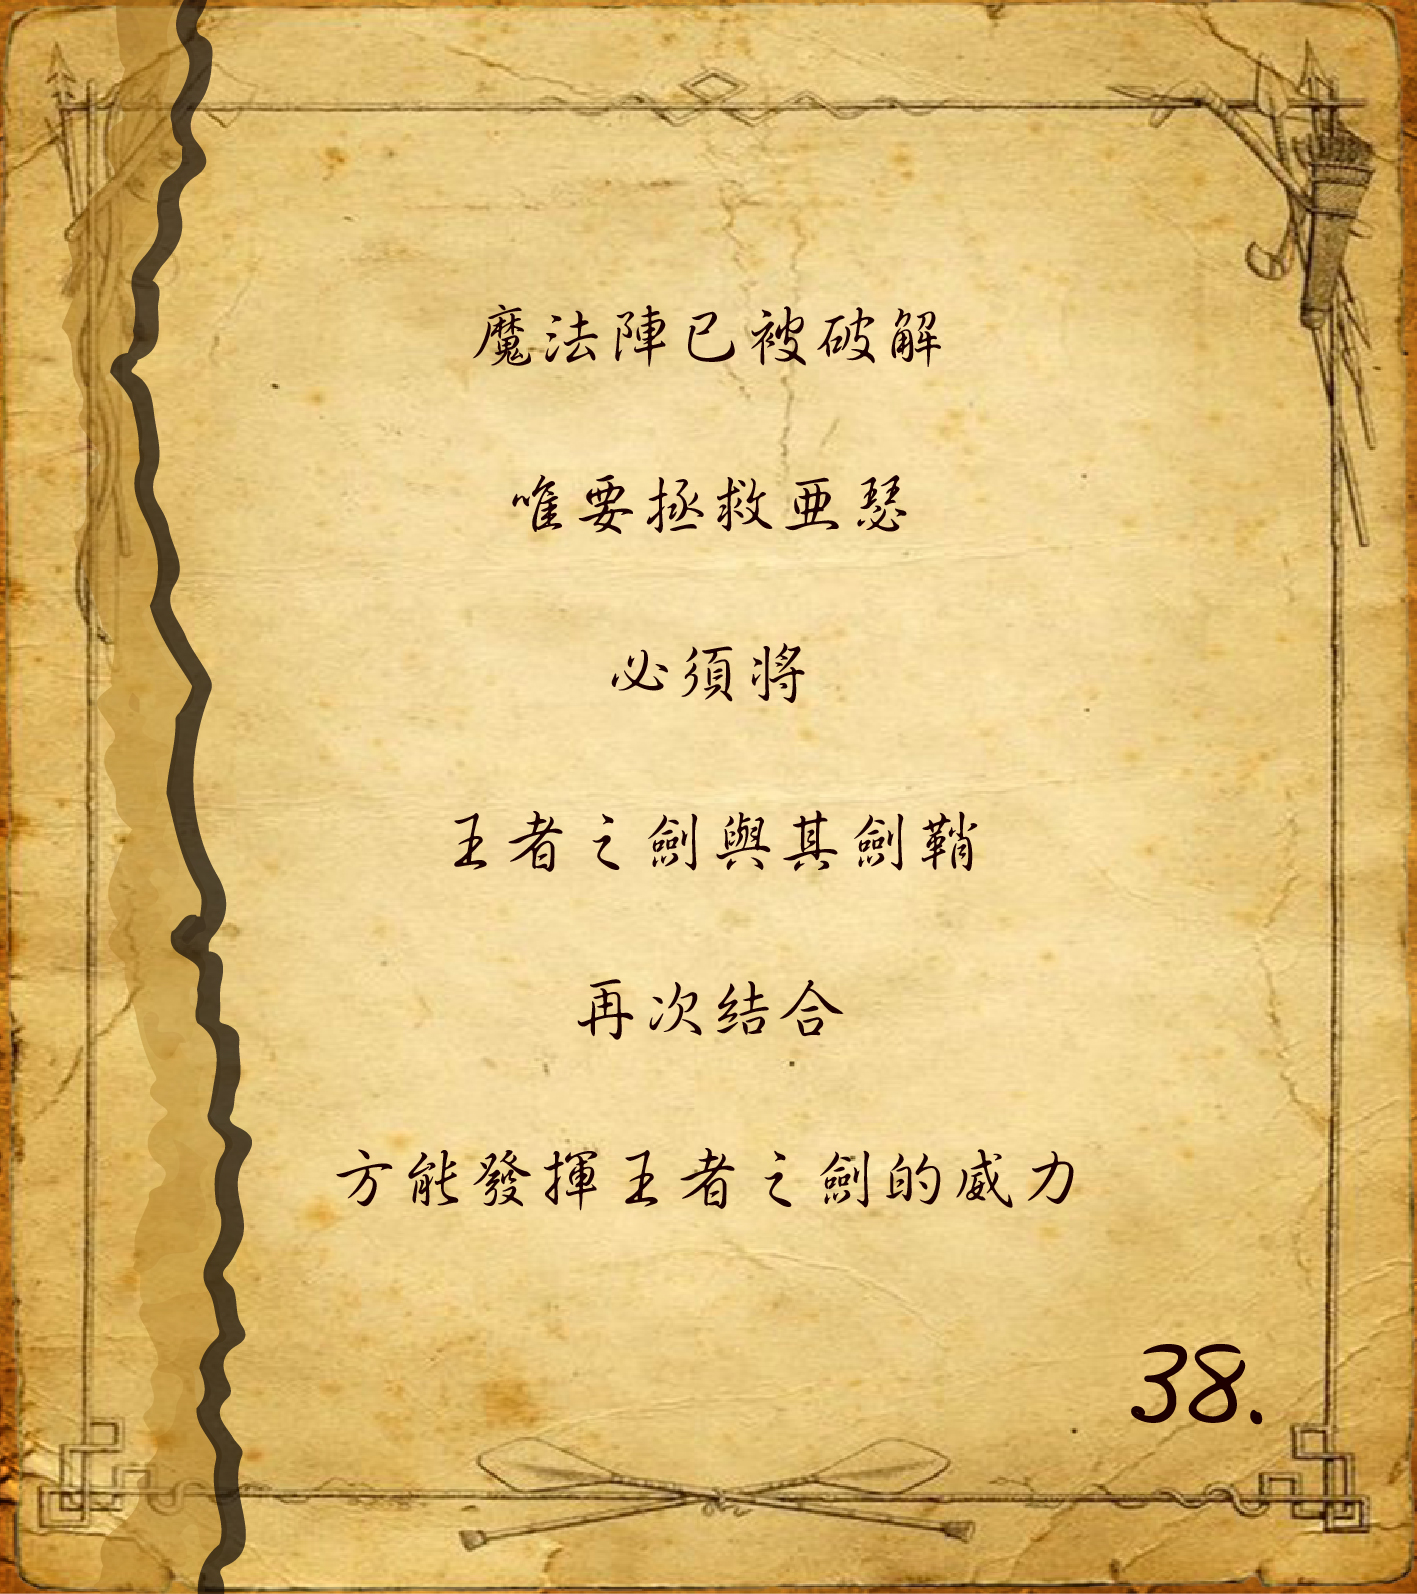 魔法陣已被破解
唯要拯救亜瑟
必須將
王者之劍與其劍鞘
再次结合
方能發揮王者之劍的威力
38.